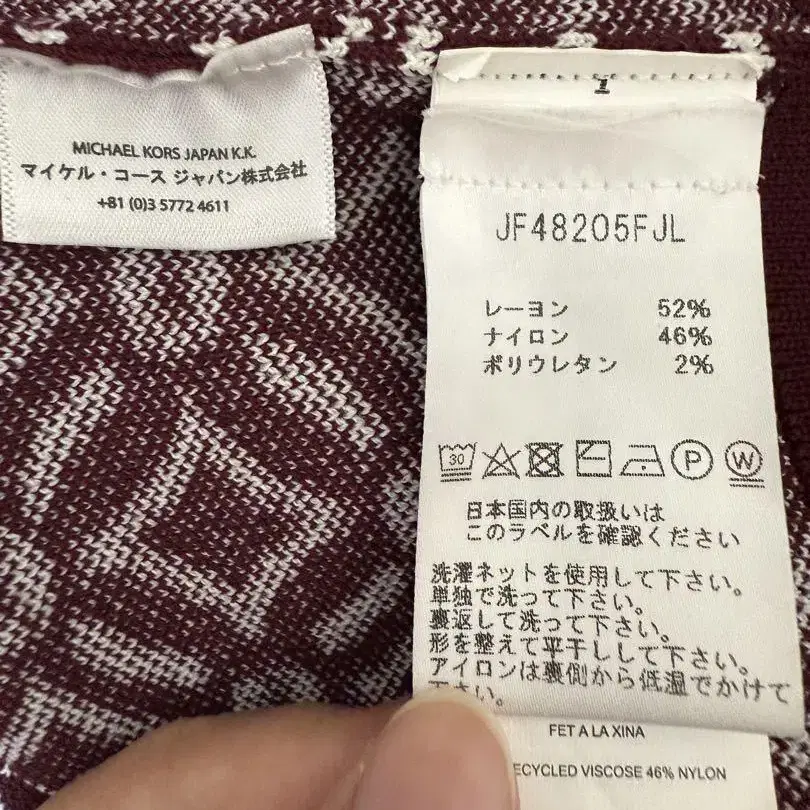 MICHAEL KORS JAPAN K.K.
マイケル・コース ジャパン株式会社
+81 (0)3 5772 4611
1
JF48205FJL
レーヨン 52%
ナイロン 46%
ポリウレタン 2%
30
P
W
日本国内の取扱いは
このラベルを確認ください
洗濯ネットを使用して下さい。
単独で洗って下さい。
裏返して洗って下さい。
形を整えて平干しして下さい。
アイロンは裏側から低温でかけて
下さい。
FET A LA XINA
ECYCLED VISCOSE 46% NYLON